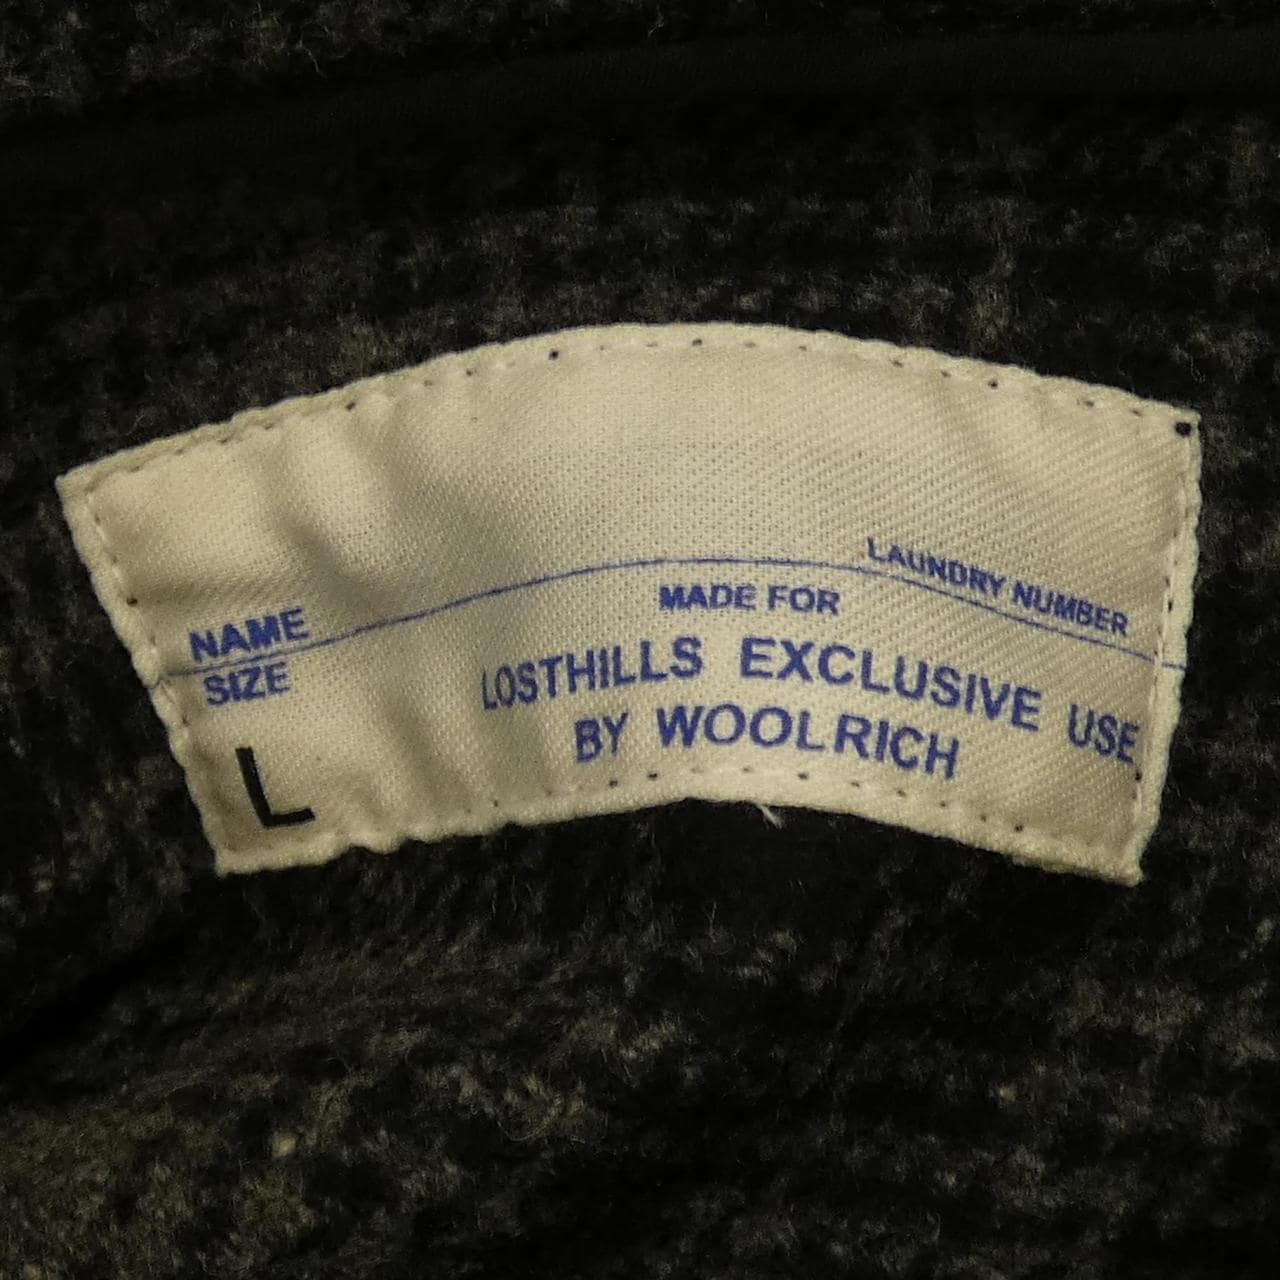 LAUNDRY NUMBER
NAME
MADE FOR
SIZE
LOSTHILLS EXCLUSIVE USE
BY WOOLRICH
L